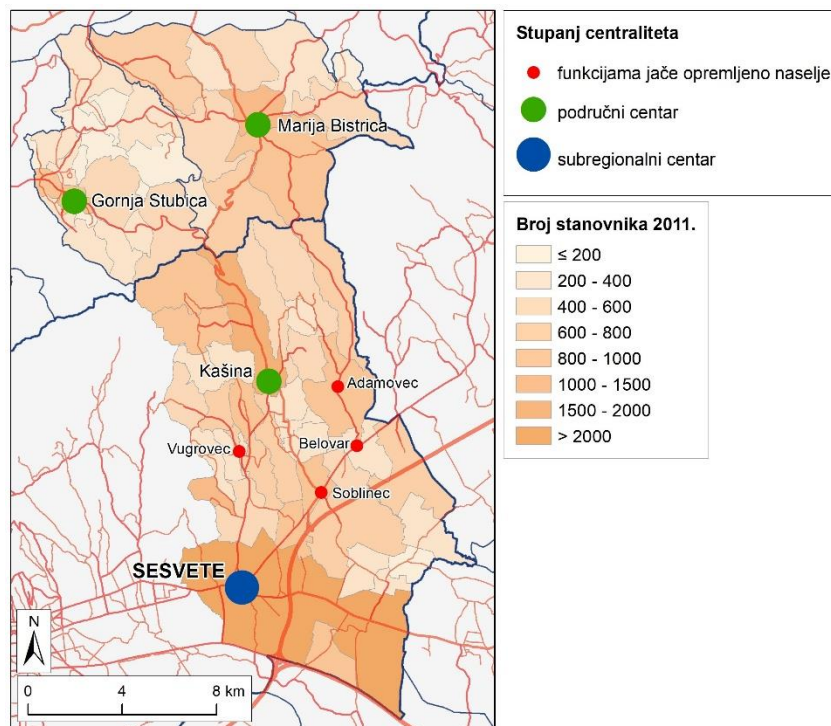 Marija Bistrica
Gornja Stubica
Kašina
Adamovec
Vugrovec
Belovar
Soblinec
SESVETE
N
0 4 8 km
Stupanj centraliteta
funkcijama jače opremljeno naselje
područni centar
subregionalni centar
Broj stanovnika 2011.
≤ 200
200 - 400
400 - 600
600 - 800
800 - 1000
1000 - 1500
1500 - 2000
> 2000